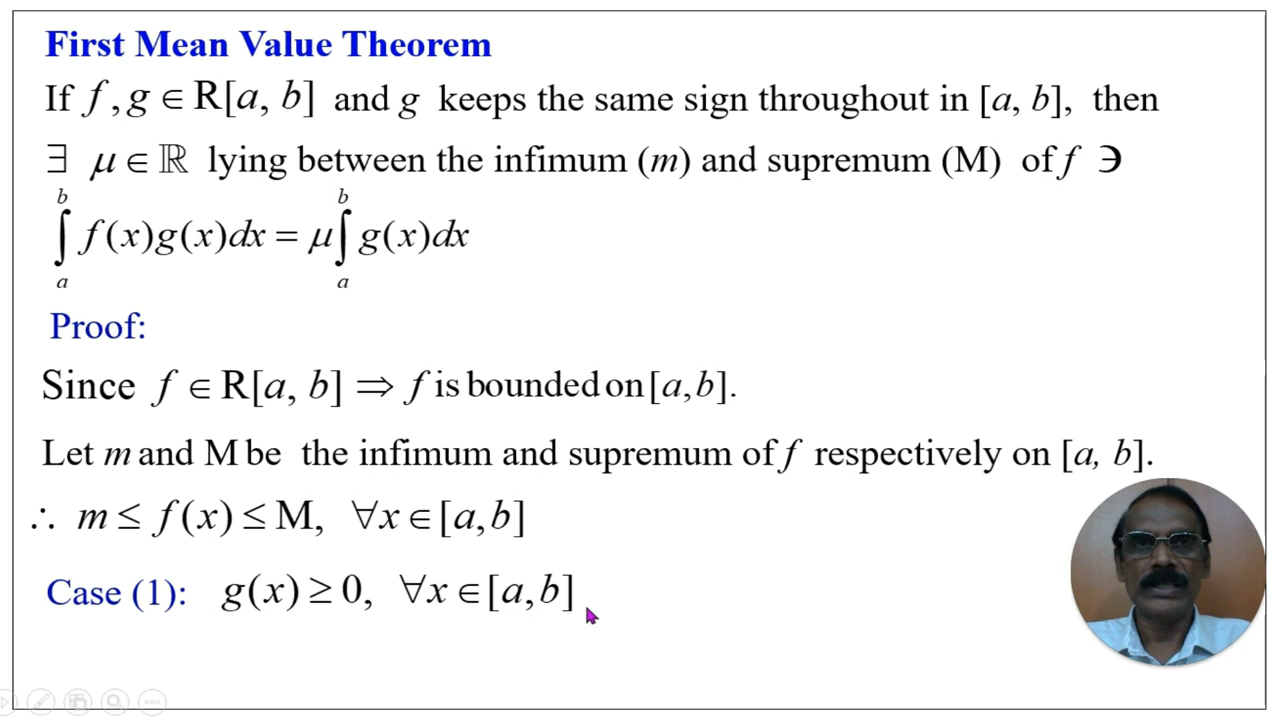 First Mean Value Theorem
If f, g ∈ R[a, b] and g keeps the same sign throughout in [a, b], then
∃ μ ∈ ℝ lying between the infimum (m) and supremum (M) of f ∋
∫_a^b f(x)g(x)dx = μ∫_a^b g(x)dx
Proof:
Since f ∈ R[a, b] ⇒ f is bounded on [a, b].
Let m and M be the infimum and supremum of f respectively on [a, b].
∴ m ≤ f(x) ≤ M, ∀x ∈ [a, b]
Case (1): g(x) ≥ 0, ∀x ∈ [a, b]